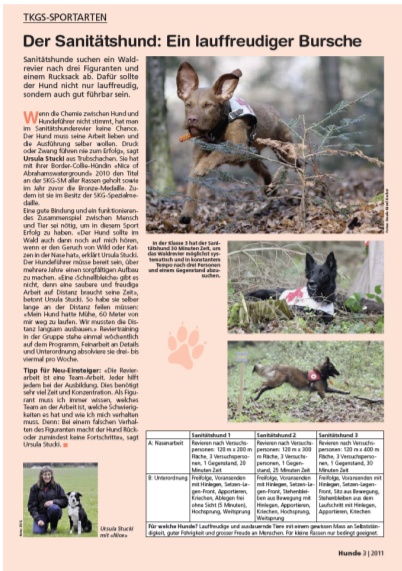 TKGS-SPORTARTEN
Der Sanitätshund: Ein lauffreudiger Bursche
Sanitätshunde suchen ein Wald-
revier nach drei Figuranten und
einem Rucksack ab. Dafür sollte
der Hund nicht nur lauffreudig,
sondern auch gut führbar sein.
Wenn die Chemie zwischen Hund und
Hundeführer nicht stimmt, hat man
im Sanitätshunderevier keine Chance.
Der Hund muss seine Arbeit lieben und
die Ausführung selber wollen. Druck
oder Zwang führen nie zum Erfolg», sagt
Ursula Stucki aus Trubschachen. Sie hat
mit ihrer Border-Collie-Hündin «Nice of
Abrahamswaterground» 2010 den Titel
an der SKG-SM aller Rassen geholt sowie
im Jahr zuvor die Bronze-Medaille. Zu-
dem ist sie im Besitz der SKG-Spezialme-
daille.
Eine gute Bindung und ein funktionieren-
des Zusammenspiel zwischen Mensch
und Tier sei nötig, um in diesem Sport
Erfolg zu haben. «Der Hund sollte im
Wald auch dann noch auf mich hören,
wenn er den Geruch von Wild oder Kat-
zen in der Nase hat», erklärt Ursula Stucki.
Der Hundeführer müsse bereit sein, über
mehrere Jahre einen sorgfältigen Aufbau
zu machen. «Eine ‹Schnellbleiche› gibt es
nicht, denn eine saubere und freudige
Arbeit auf Distanz braucht seine Zeit»,
betont Ursula Stucki. So habe sie selber
lange an der Distanz feilen müssen:
«Mein Hund hatte Mühe, 60 Meter von
mir weg zu laufen. Wir mussten die Dis-
tanz langsam ausbauen.» Reviertraining
in der Gruppe stehe einmal wöchentlich
auf dem Programm, Feinarbeit an Details
und Unterordnung absolviere sie drei- bis
viermal pro Woche.
Tipp für Neu-Einsteiger: «Die Revier-
arbeit ist eine Team-Arbeit. Jeder hilft
jedem bei der Ausbildung. Dies benötigt
sehr viel Zeit und Konzentration. Als Figu-
rant muss ich immer wissen, welches
Team an der Arbeit ist, welche Schwierig-
keiten es hat und wie ich mich verhalten
muss. Denn: Bei einem falschen Verhal-
ten des Figuranten macht der Hund Rück-
oder zumindest keine Fortschritte», sagt
Ursula Stucki.
In der Klasse 3 hat der Sani-
tätshund 30 Minuten Zeit, um
das Waldrevier möglichst sys-
tematisch und in konstantem
Tempo nach drei Personen
und einem Gegenstand abzu-
suchen.
Ursula Stucki
mit «Nice»
Sanitätshund 1 Sanitätshund 2 Sanitätshund 3
A: Nasenarbeit
Revieren nach Versuchs-
personen: 120 m x 200 m
Fläche, 3 Versuchsperso-
nen, 1 Gegenstand, 20
Minuten Zeit
Revieren nach Versuchs-
personen: 120 m x 300
m Fläche, 3 Versuchs-
personen, 1 Gegen-
stand, 25 Minuten Zeit
Revieren nach Versuchs-
personen: 120 m x 400 m
Fläche, 3 Versuchsperso-
nen, 1 Gegenstand, 30
Minuten Zeit
B: Unterordnung
Freifolge, Voransenden
mit Hinlegen, Setzen-Le-
gen-Front, Apportieren,
Kriechen, Ablegen frei
ohne Sicht (5 Minuten),
Hochsprung, Weitsprung
Freifolge, Voransenden
mit Hinlegen, Setzen-Le-
gen-Front, Stehenblei-
ben aus Bewegung mit
Hinlegen, Apportieren,
Kriechen, Hochsprung,
Weitsprung
Freifolge, Voransenden
mit Hinlegen, Setzen-Legen-
Front, Sitz aus Bewegung,
Stehenbleiben aus dem
Laufschritt mit Hinlegen,
Apportieren, Kriechen,
Hochsprung, Weitsprung
Für welche Hunde? Lauffreudige und ausdauernde Tiere mit einem gewissen Mass an Selbststän-
digkeit, guter Führigkeit und grosser Freude an Menschen. Für kleine Rassen nur bedingt geeignet.
Hunde 3 | 2011